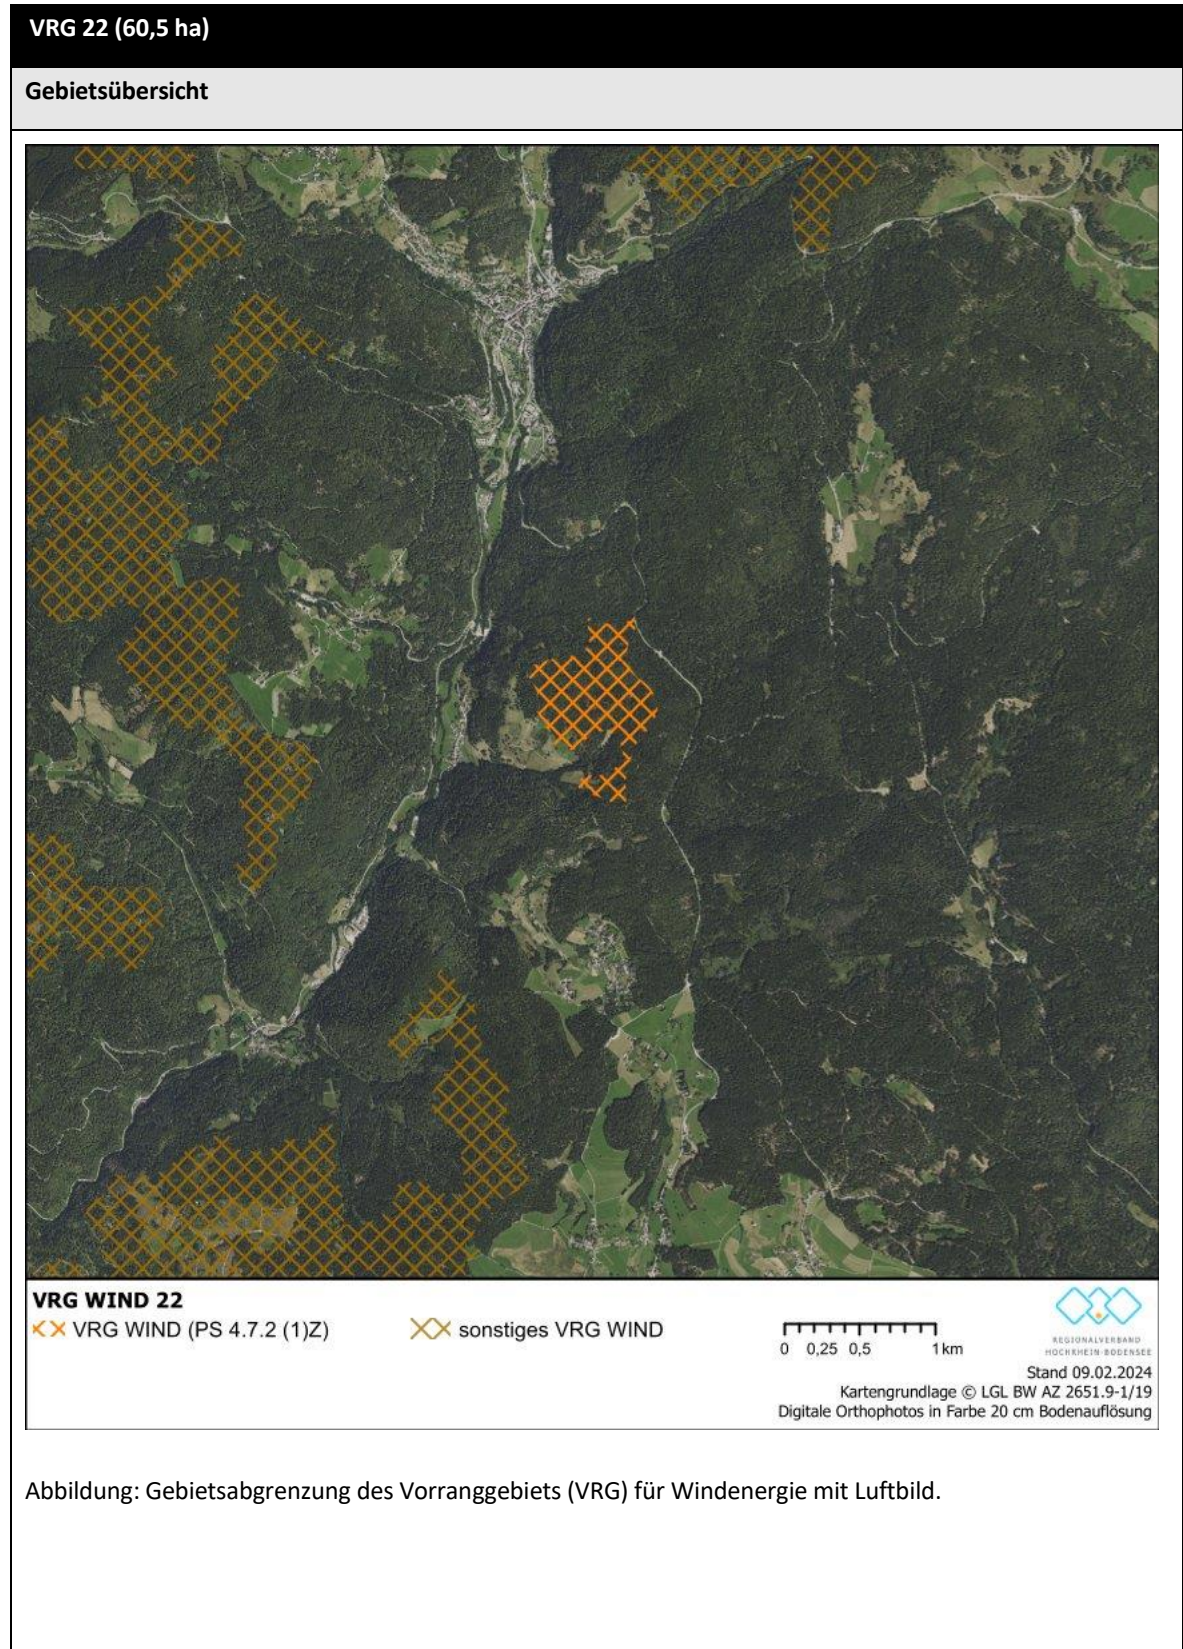 VRG 22 (60,5 ha)
Gebietsübersicht
VRG WIND 22
VRG WIND (PS 4.7.2 (1)Z)
sonstiges VRG WIND
0 0,25 0,5 1 km
REGIONALVERBAND
HOCHRHEIN-BODENSEE
Stand 09.02.2024
Kartengrundlage © LGL BW AZ 2651.9-1/19
Digitale Orthophotos in Farbe 20 cm Bodenauflösung
Abbildung: Gebietsabgrenzung des Vorranggebiets (VRG) für Windenergie mit Luftbild.